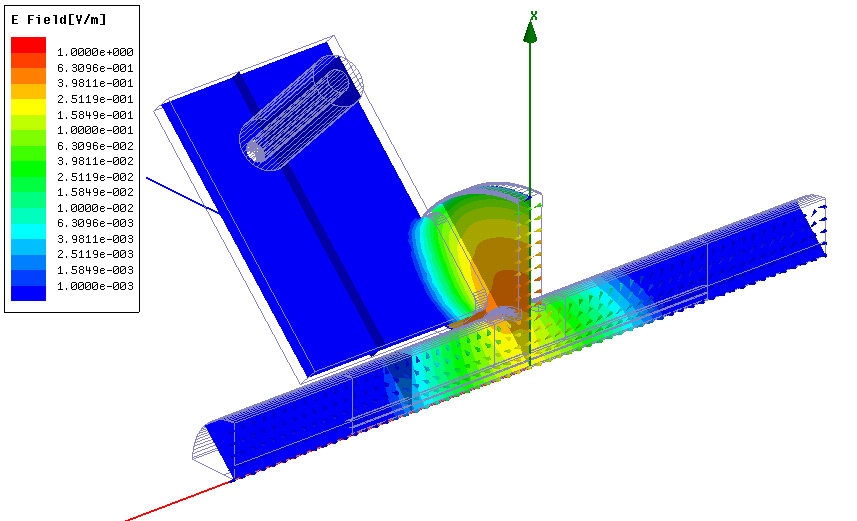 E Field[V/m]
1.0000e+000
6.3096e-001
3.9811e-001
2.5119e-001
1.5849e-001
1.0000e-001
6.3096e-002
3.9811e-002
2.5119e-002
1.5849e-002
1.0000e-002
6.3096e-003
3.9811e-003
2.5119e-003
1.5849e-003
1.0000e-003
X